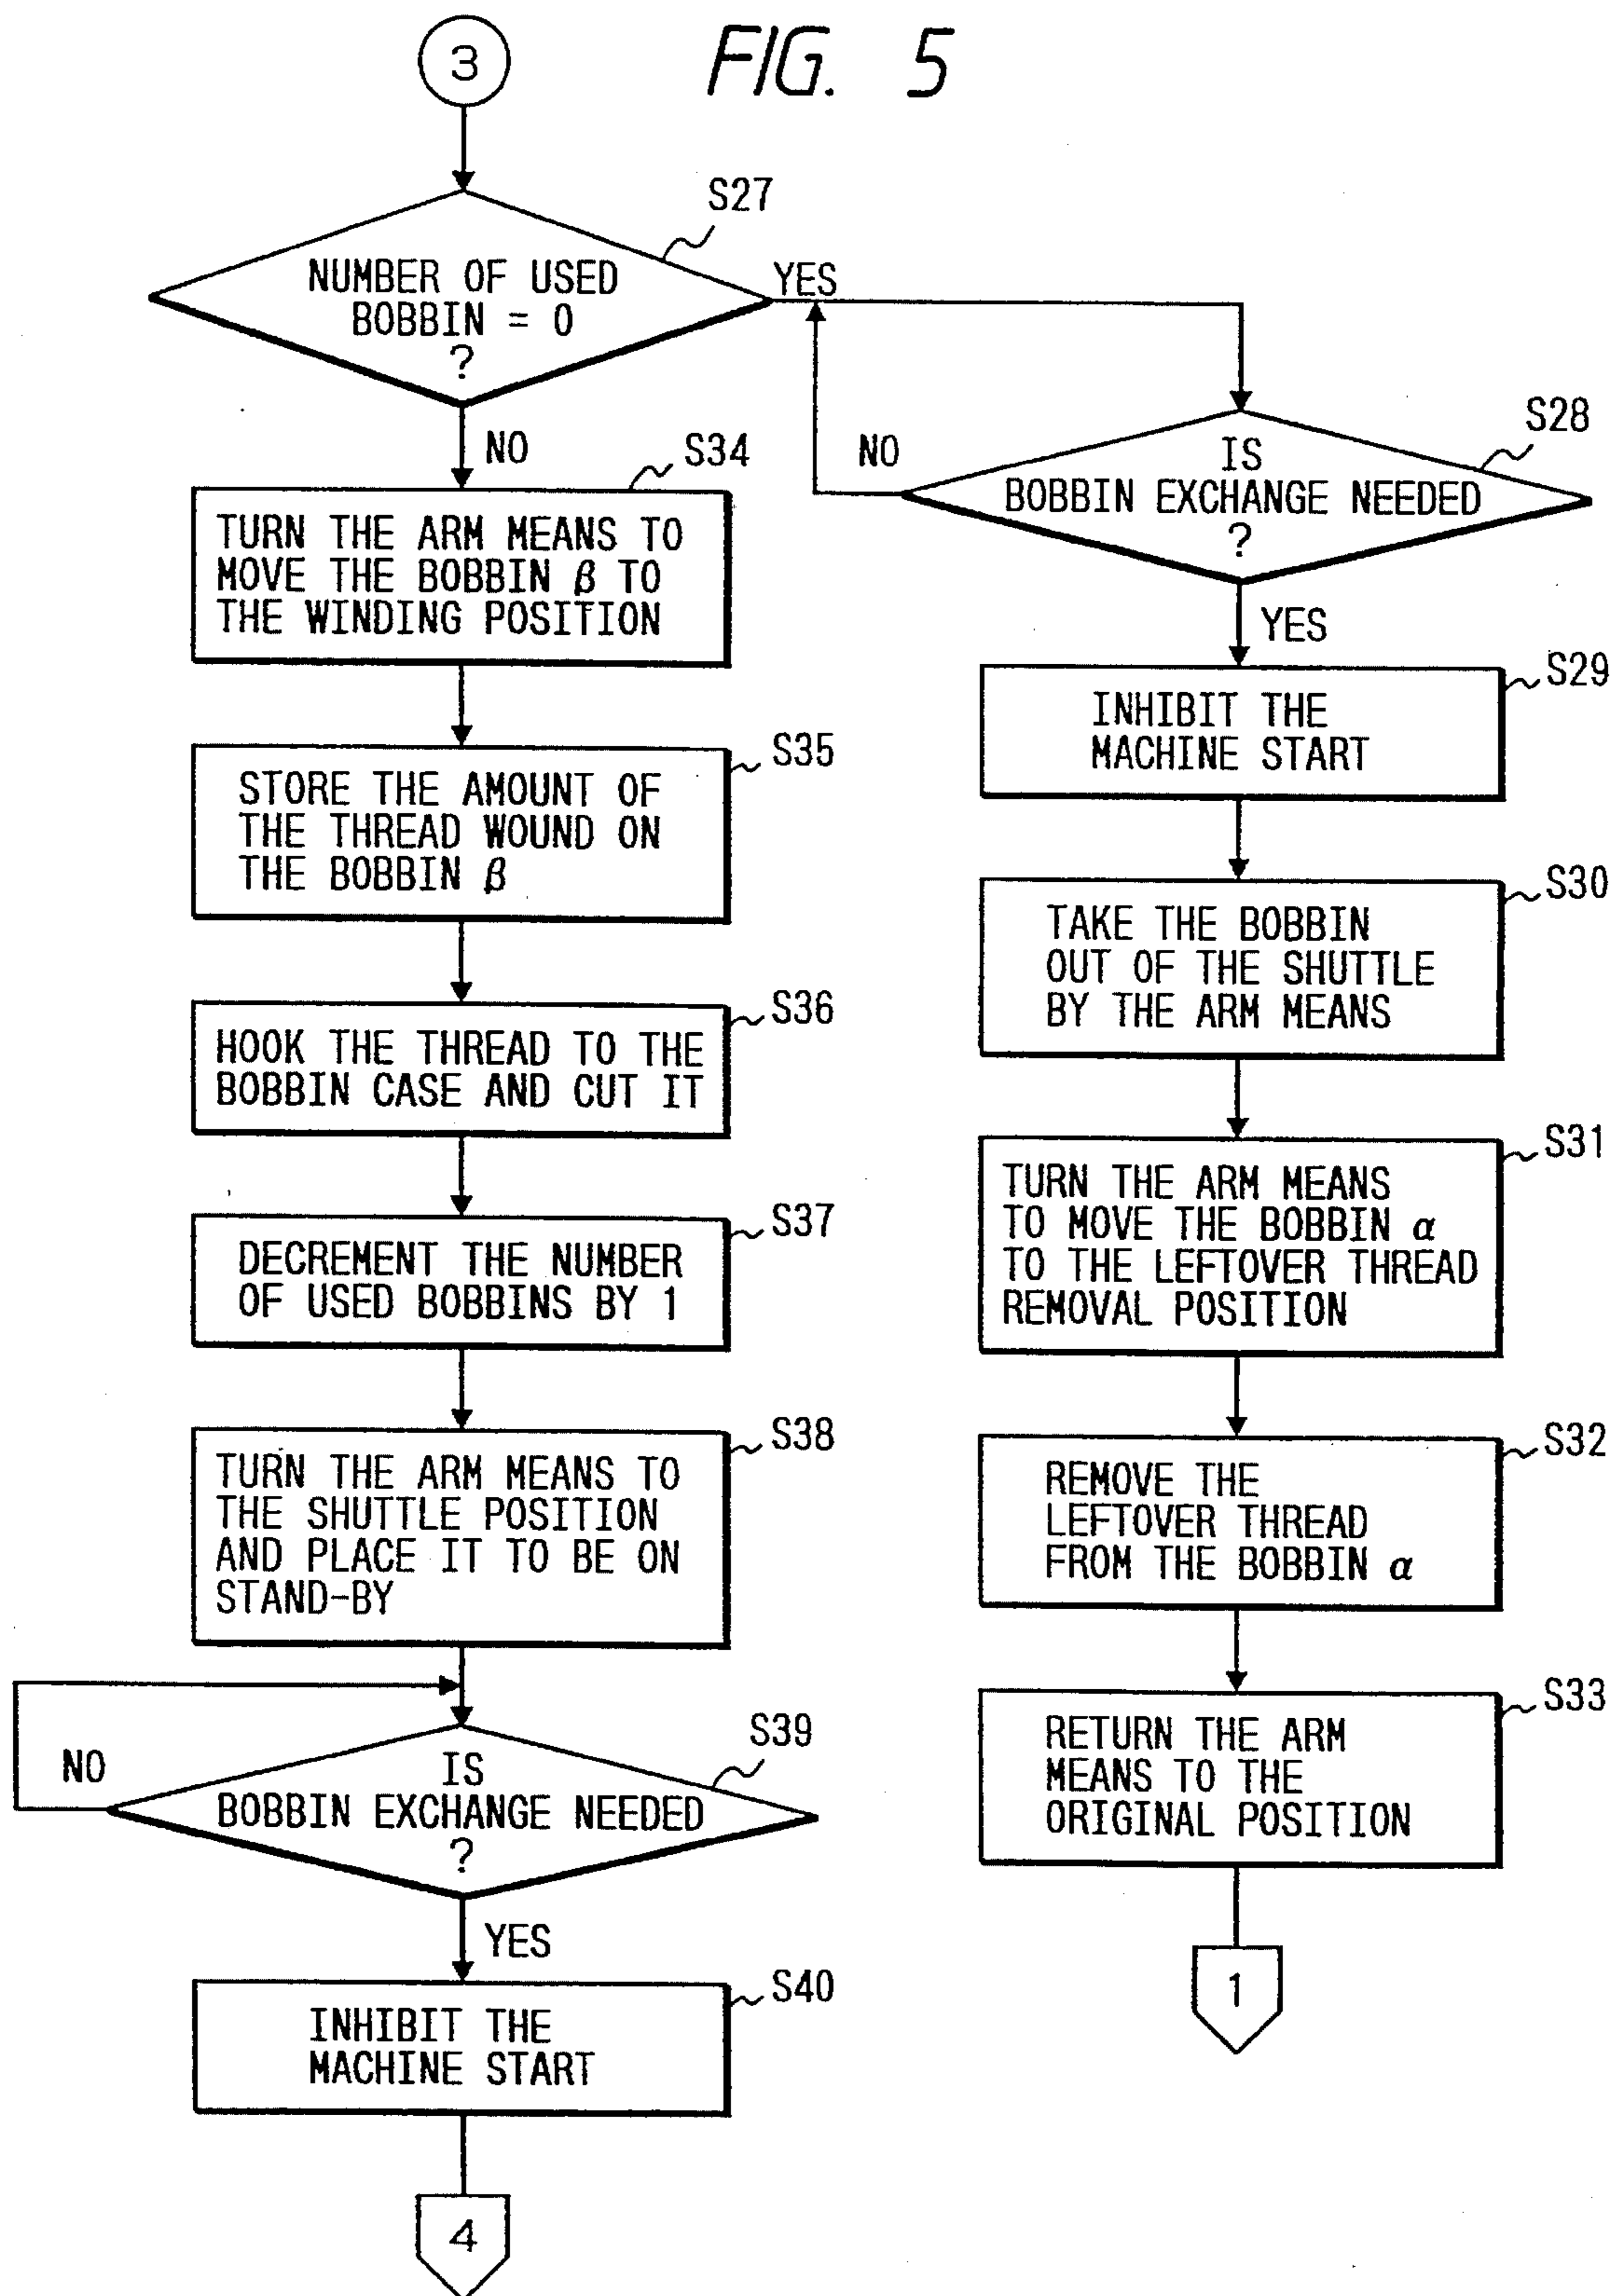 3
FIG. 5
S27
NUMBER OF USED
BOBBIN = 0
?
YES
NO
S28
IS
BOBBIN EXCHANGE NEEDED
?
NO
YES
S29
INHIBIT THE
MACHINE START
S30
TAKE THE BOBBIN
OUT OF THE SHUTTLE
BY THE ARM MEANS
S31
TURN THE ARM MEANS
TO MOVE THE BOBBIN α
TO THE LEFTOVER THREAD
REMOVAL POSITION
S32
REMOVE THE
LEFTOVER THREAD
FROM THE BOBBIN α
S33
RETURN THE ARM
MEANS TO THE
ORIGINAL POSITION
1
S34
TURN THE ARM MEANS TO
MOVE THE BOBBIN β TO
THE WINDING POSITION
S35
STORE THE AMOUNT OF
THE THREAD WOUND ON
THE BOBBIN β
S36
HOOK THE THREAD TO THE
BOBBIN CASE AND CUT IT
S37
DECREMENT THE NUMBER
OF USED BOBBINS BY 1
S38
TURN THE ARM MEANS TO
THE SHUTTLE POSITION
AND PLACE IT TO BE ON
STAND-BY
S39
IS
BOBBIN EXCHANGE NEEDED
?
NO
YES
S40
INHIBIT THE
MACHINE START
4